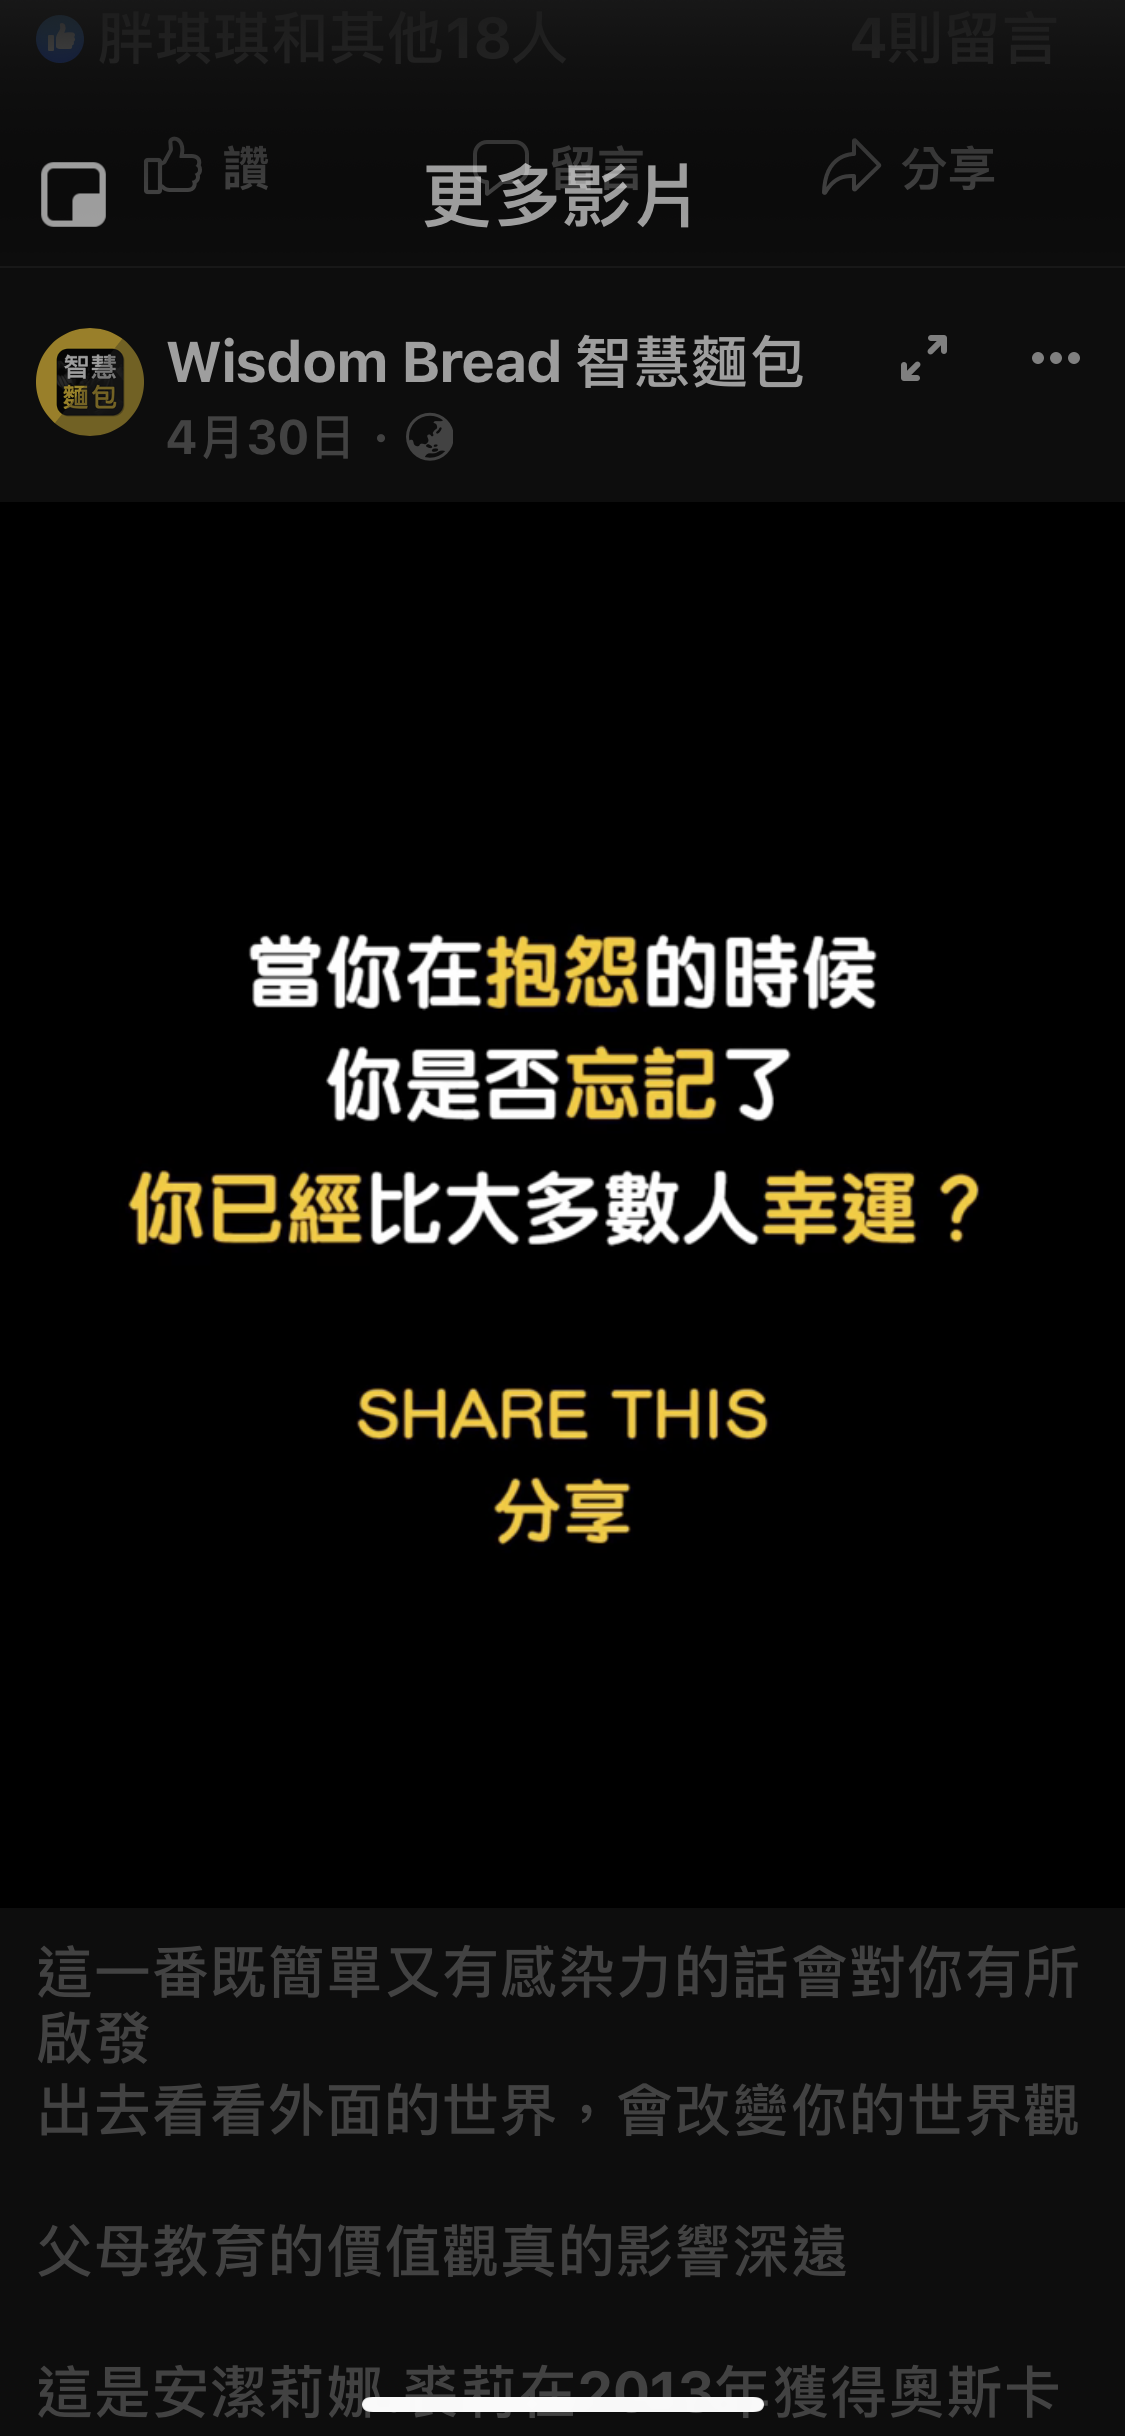 胖琪琪和其他18人
4則留言
讚
留言
分享
更多影片
智慧
麵包
Wisdom Bread 智慧麵包
4月30日 ·
當你在抱怨的時候
你是否忘記了
你已經比大多數人幸運？
SHARE THIS
分享
這一番既簡單又有感染力的話會對你有所
啟發
出去看看外面的世界，會改變你的世界觀
父母教育的價值觀真的影響深遠
這是安潔莉娜.裘莉在2013年獲得奧斯卡